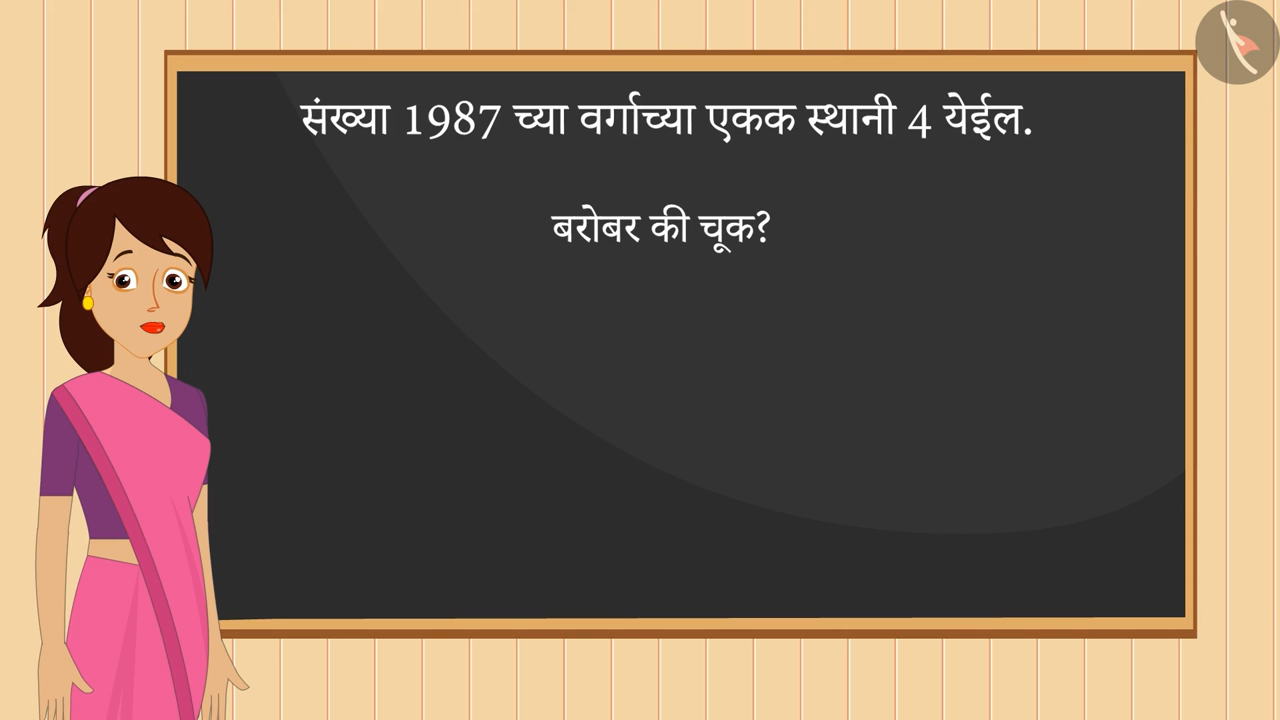 संख्या 1987 च्या वर्गाच्या एकक स्थानी 4 येईल.
बरोबर की चूक?